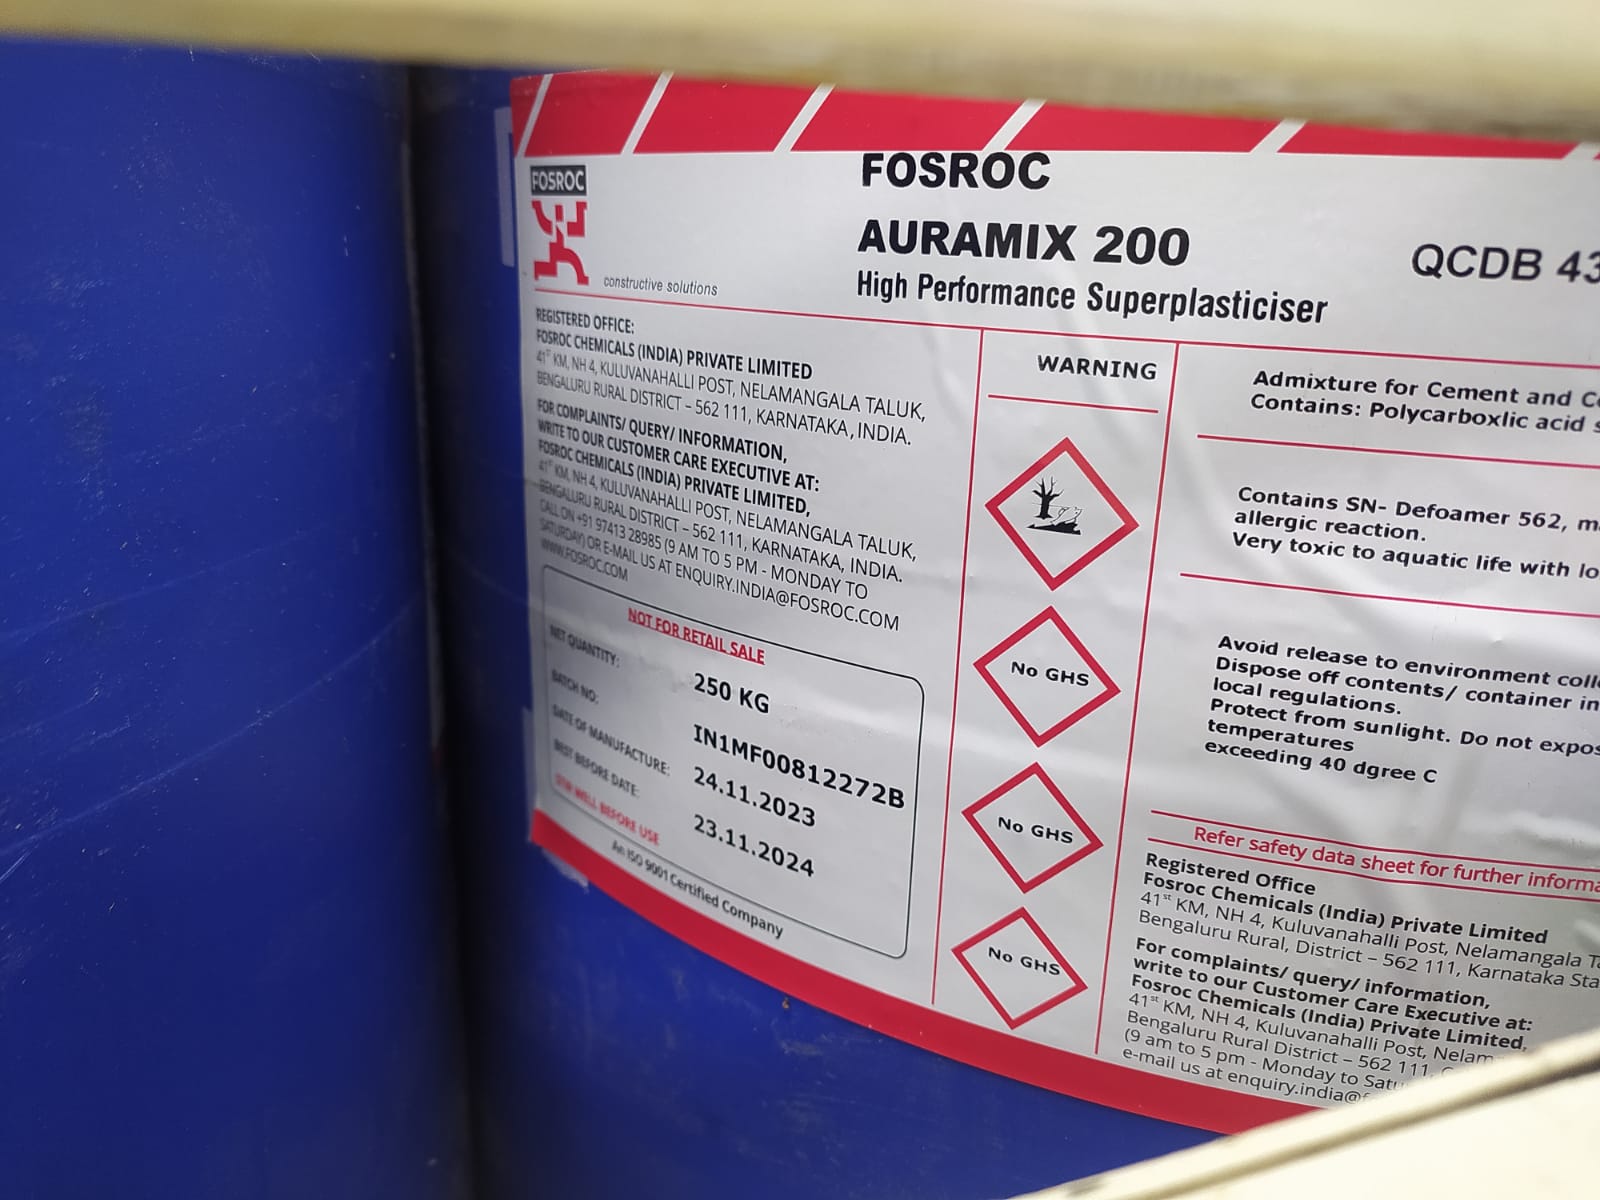 FOSROC
constructive solutions
FOSROC
AURAMIX 200
High Performance Superplasticiser
QCDB 43
REGISTERED OFFICE:
FOSROC CHEMICALS (INDIA) PRIVATE LIMITED
41ST KM, NH 4, KULUVANAHALLI POST, NELAMANGALA TALUK,
BENGALURU RURAL DISTRICT – 562 111, KARNATAKA, INDIA.
FOR COMPLAINTS/ QUERY/ INFORMATION,
WRITE TO OUR CUSTOMER CARE EXECUTIVE AT:
FOSROC CHEMICALS (INDIA) PRIVATE LIMITED,
41ST KM, NH 4, KULUVANAHALLI POST, NELAMANGALA TALUK,
BENGALURU RURAL DISTRICT – 562 111, KARNATAKA, INDIA.
CALL ON +91 97413 28985 (9 AM TO 5 PM - MONDAY TO
SATURDAY) OR E-MAIL US AT ENQUIRY.INDIA@FOSROC.COM
WWW.FOSROC.COM
NOT FOR RETAIL SALE
NET QUANTITY: 250 KG
BATCH NO: IN1MF00812272B
DATE OF MANUFACTURE: 24.11.2023
BEST BEFORE DATE: 23.11.2024
STIR WELL BEFORE USE
An ISO 9001 Certified Company
WARNING
No GHS
No GHS
No GHS
Admixture for Cement and
Contains: Polycarboxlic acid
Contains SN- Defoamer 562,
allergic reaction.
Very toxic to aquatic life with
Avoid release to environment
Dispose off contents/ container in
local regulations.
Protect from sunlight. Do not
temperatures
exceeding 40 dgree C
Refer safety data sheet for further
Registered Office
Fosroc Chemicals (India) Private Limited
41st KM, NH 4, Kuluvanahalli Post, Nelamangala
Bengaluru Rural, District – 562 111, Karnataka
For complaints/ query/ information,
write to our Customer Care Executive at:
Fosroc Chemicals (India) Private Limited,
41st KM, NH 4, Kuluvanahalli Post,
Bengaluru Rural District – 562 111,
(9 am to 5 pm - Monday to
e-mail us at